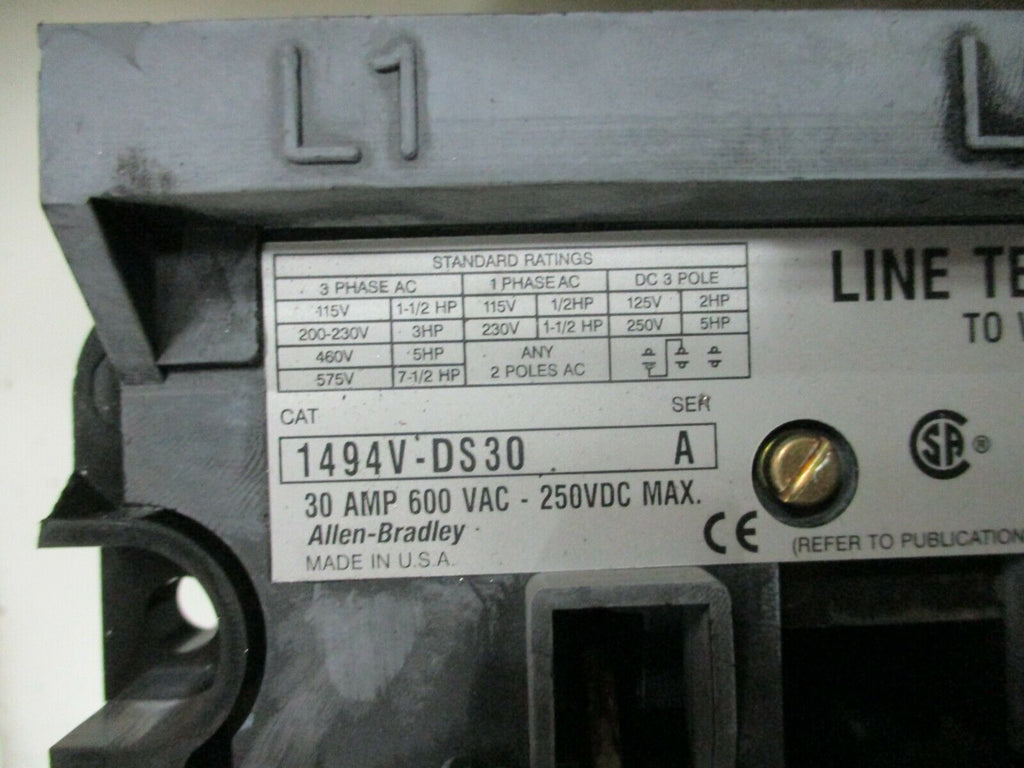 L1
STANDARD RATINGS
3 PHASE AC 1 PHASE AC DC 3 POLE
115V 1-1/2 HP 115V 1/2HP 125V 2HP
200-230V 3HP 230V 1-1/2 HP 250V 5HP
460V 5HP ANY
575V 7-1/2 HP 2 POLES AC
LINE
TO
CAT SER
1494V-DS30 A
30 AMP 600 VAC - 250VDC MAX.
Allen-Bradley
MADE IN U.S.A.
CE
SA ®
(REFER TO PUBLICATION